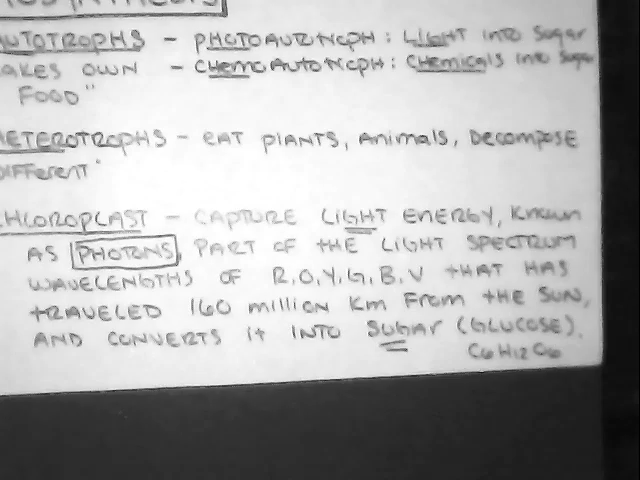 AUTOTROPHS - PHOTOAUTOTROPH: LIGHT INTO SUGAR
MAKES OWN - CHEMOAUTOTROPH: CHEMICALS INTO SUGAR
FOOD"
HETEROTROPHS - EAT PLANTS, ANIMALS, DECOMPOSE
DIFFERENT"
CHLOROPLAST - CAPTURE LIGHT ENERGY, KNOWN
AS PHOTONS, PART OF THE LIGHT SPECTRUM
WAVELENGTHS OF R,O,Y,G,B,V THAT HAS
TRAVELED 160 MILLION KM FROM THE SUN,
AND CONVERTS IT INTO SUGAR (GLUCOSE).
C6H12O6